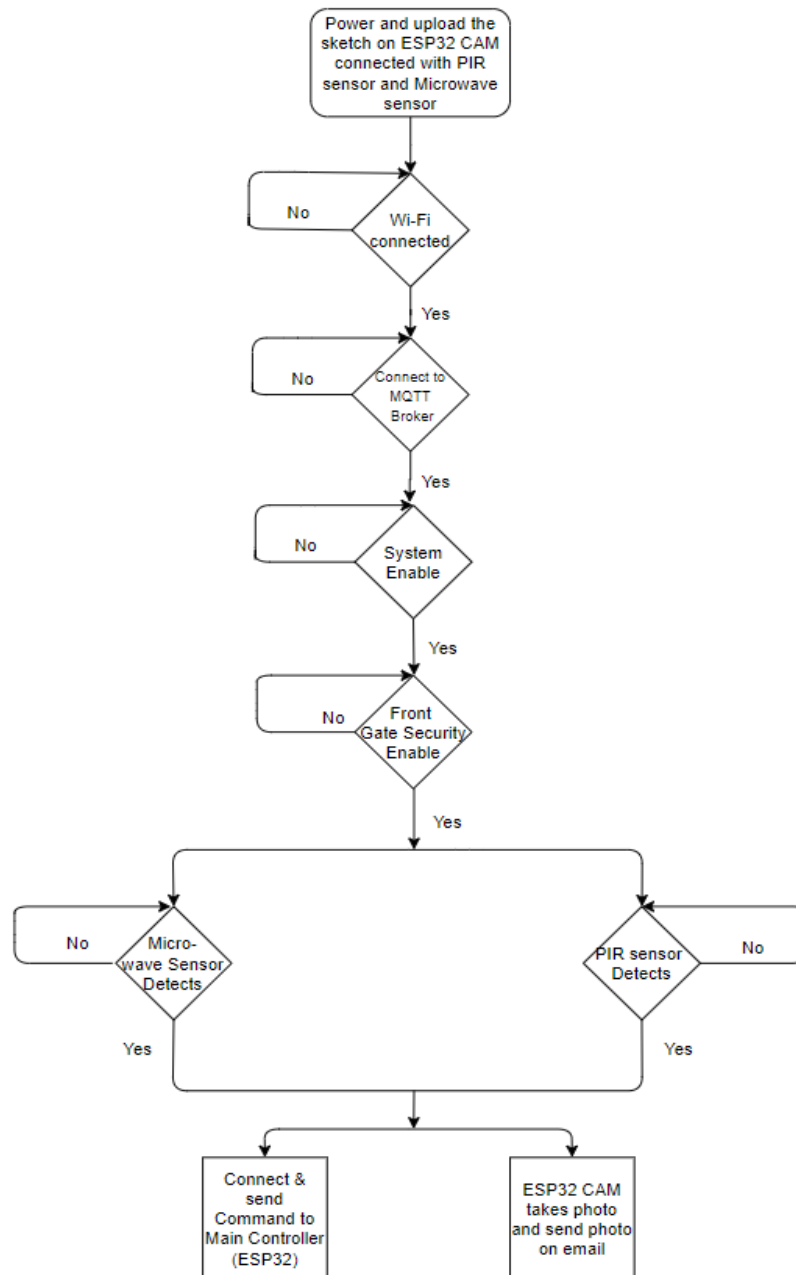 Power and upload the
sketch on ESP32 CAM
connected with PIR
sensor and Microwave
sensor
No
Wi-Fi
connected
Yes
No
Connect to
MQTT
Broker
Yes
No
System
Enable
Yes
No
Front
Gate Security
Enable
Yes
No
Micro-
wave Sensor
Detects
Yes
PIR sensor
Detects
No
Yes
Connect &
send
Command to
Main Controller
(ESP32)
ESP32 CAM
takes photo
and send photo
on email